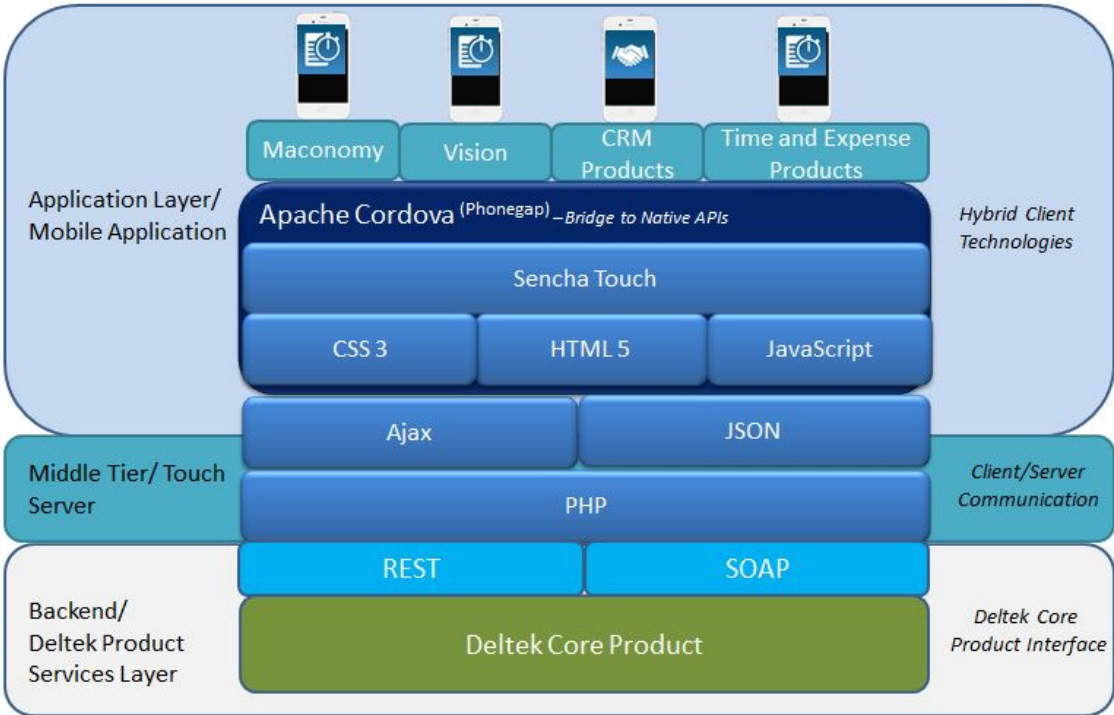 Maconomy
Vision
CRM
Products
Time and Expense
Products
Application Layer/
Mobile Application
Apache Cordova (Phonegap) – Bridge to Native APIs
Hybrid Client
Technologies
Sencha Touch
CSS 3
HTML 5
JavaScript
Ajax
JSON
Middle Tier/ Touch
Server
Client/Server
Communication
PHP
REST
SOAP
Backend/
Deltek Product
Services Layer
Deltek Core Product
Deltek Core
Product Interface